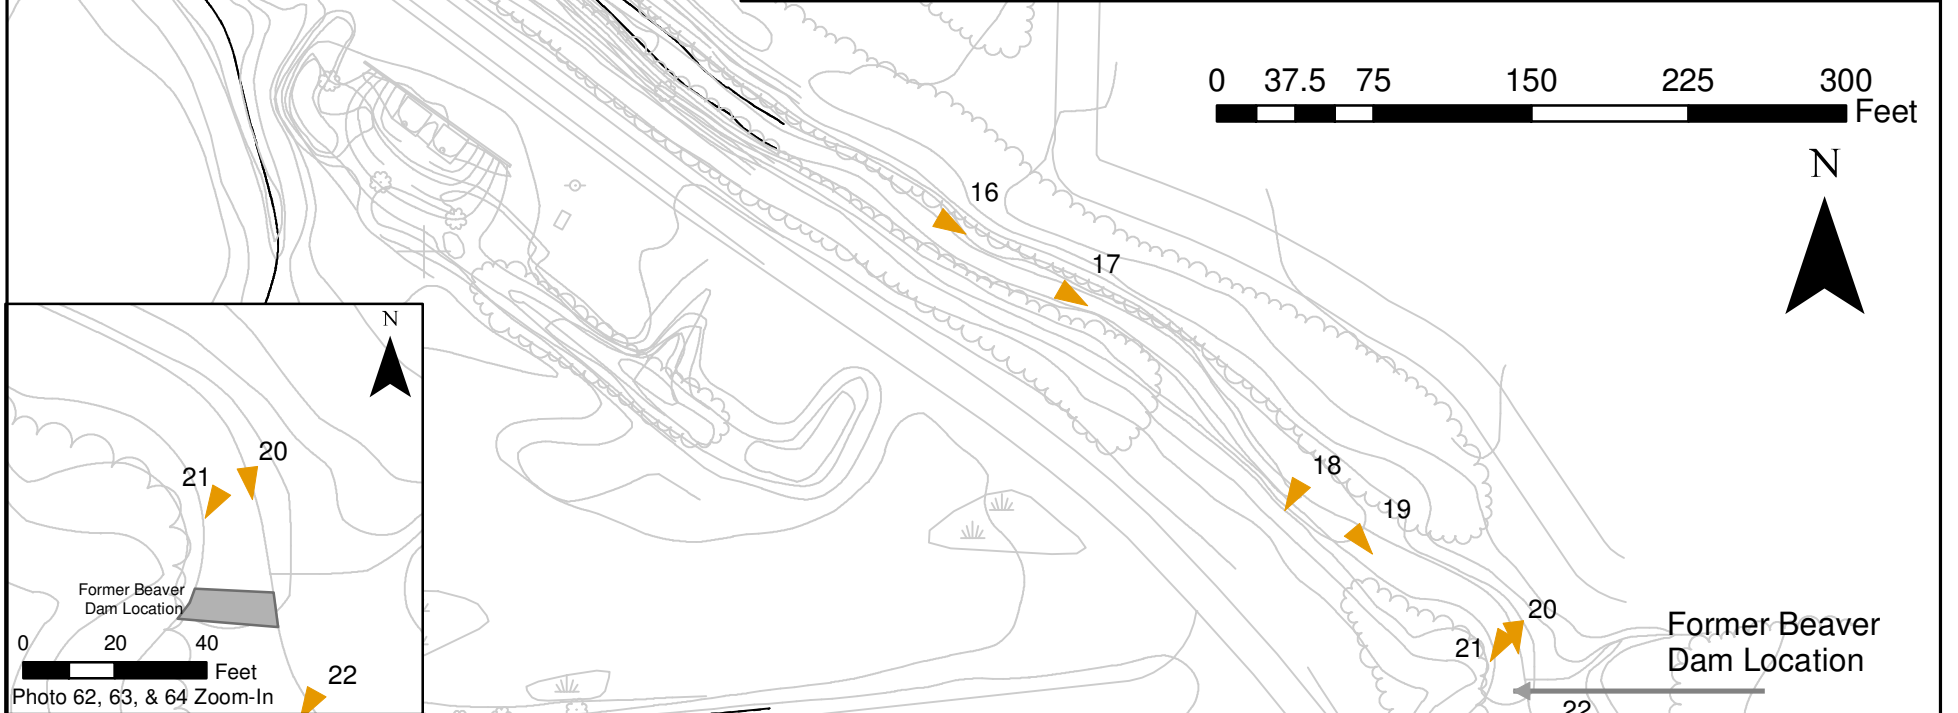 0 37.5 75 150 225 300
Feet
N
16
17
18
19
20
21
Former Beaver
Dam Location
22
N
20
21
Former Beaver
Dam Location
0 20 40
Feet
22
Photo 62, 63, & 64 Zoom-In